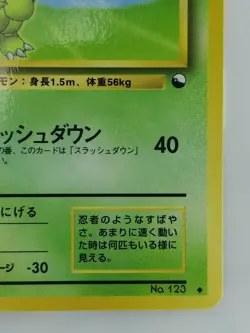 モン：身長1.5m、体重56kg
ッシュダウン
40
の番、このカードは「スラッシュダウン」
い。
にげる
ージ -30
忍者のようなすばや
さ。あまりに速く動い
た時は何匹もいる様に
見える。
No. 123 ◆